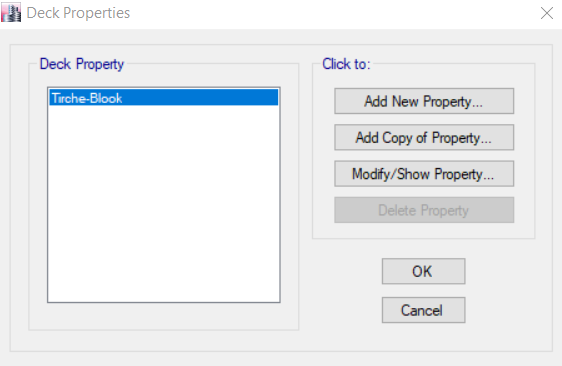 Deck Properties
Deck Property
Tirche-Blook
Click to:
Add New Property...
Add Copy of Property...
Modify/Show Property...
Delete Property
OK
Cancel